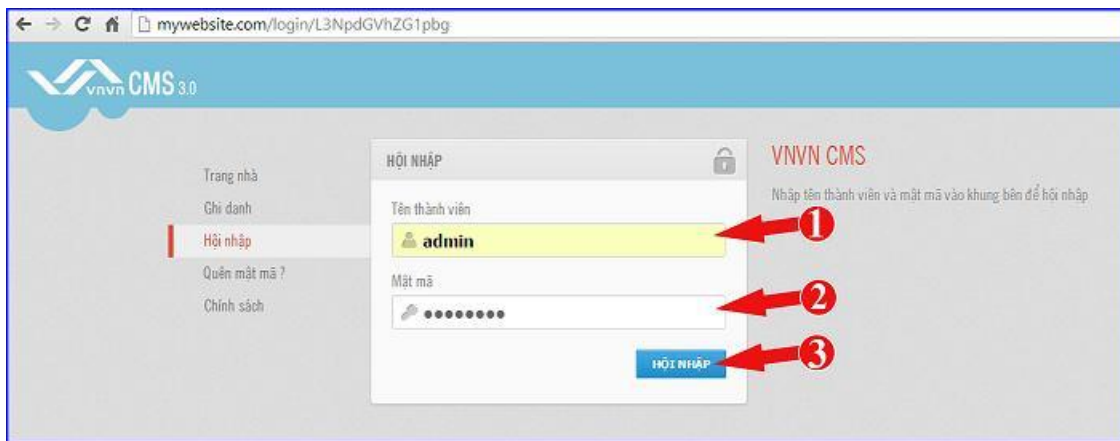 mywebsite.com/login/L3NpdGVhZG1pbg
vnvn CMS 3.0
Trang nhà
Ghi danh
Hội nhập
Quên mật mã ?
Chính sách
HỘI NHẬP
Tên thành viên
admin
Mật mã
HỘI NHẬP
VNVN CMS
Nhập tên thành viên và mật mã vào khung bên để hội nhập
1
2
3